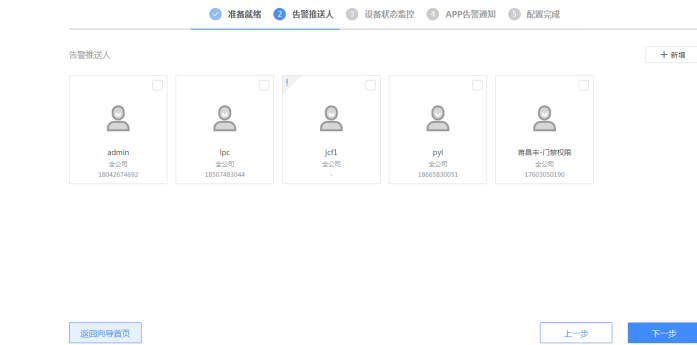 准备就绪 2 告警推送人 3 设备状态监控 4 APP告警通知 5 配置完成
告警推送人
+ 新增
!
admin lpc jcf1 pyl 蒋昌丰-门禁权限
全公司 全公司 全公司 全公司 全公司
18042674692 18507483044 - 18665830051 17603050190
返回向导首页 上一步 下一步